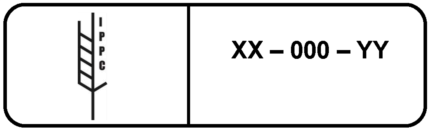 IPPC
XX – 000 – YY